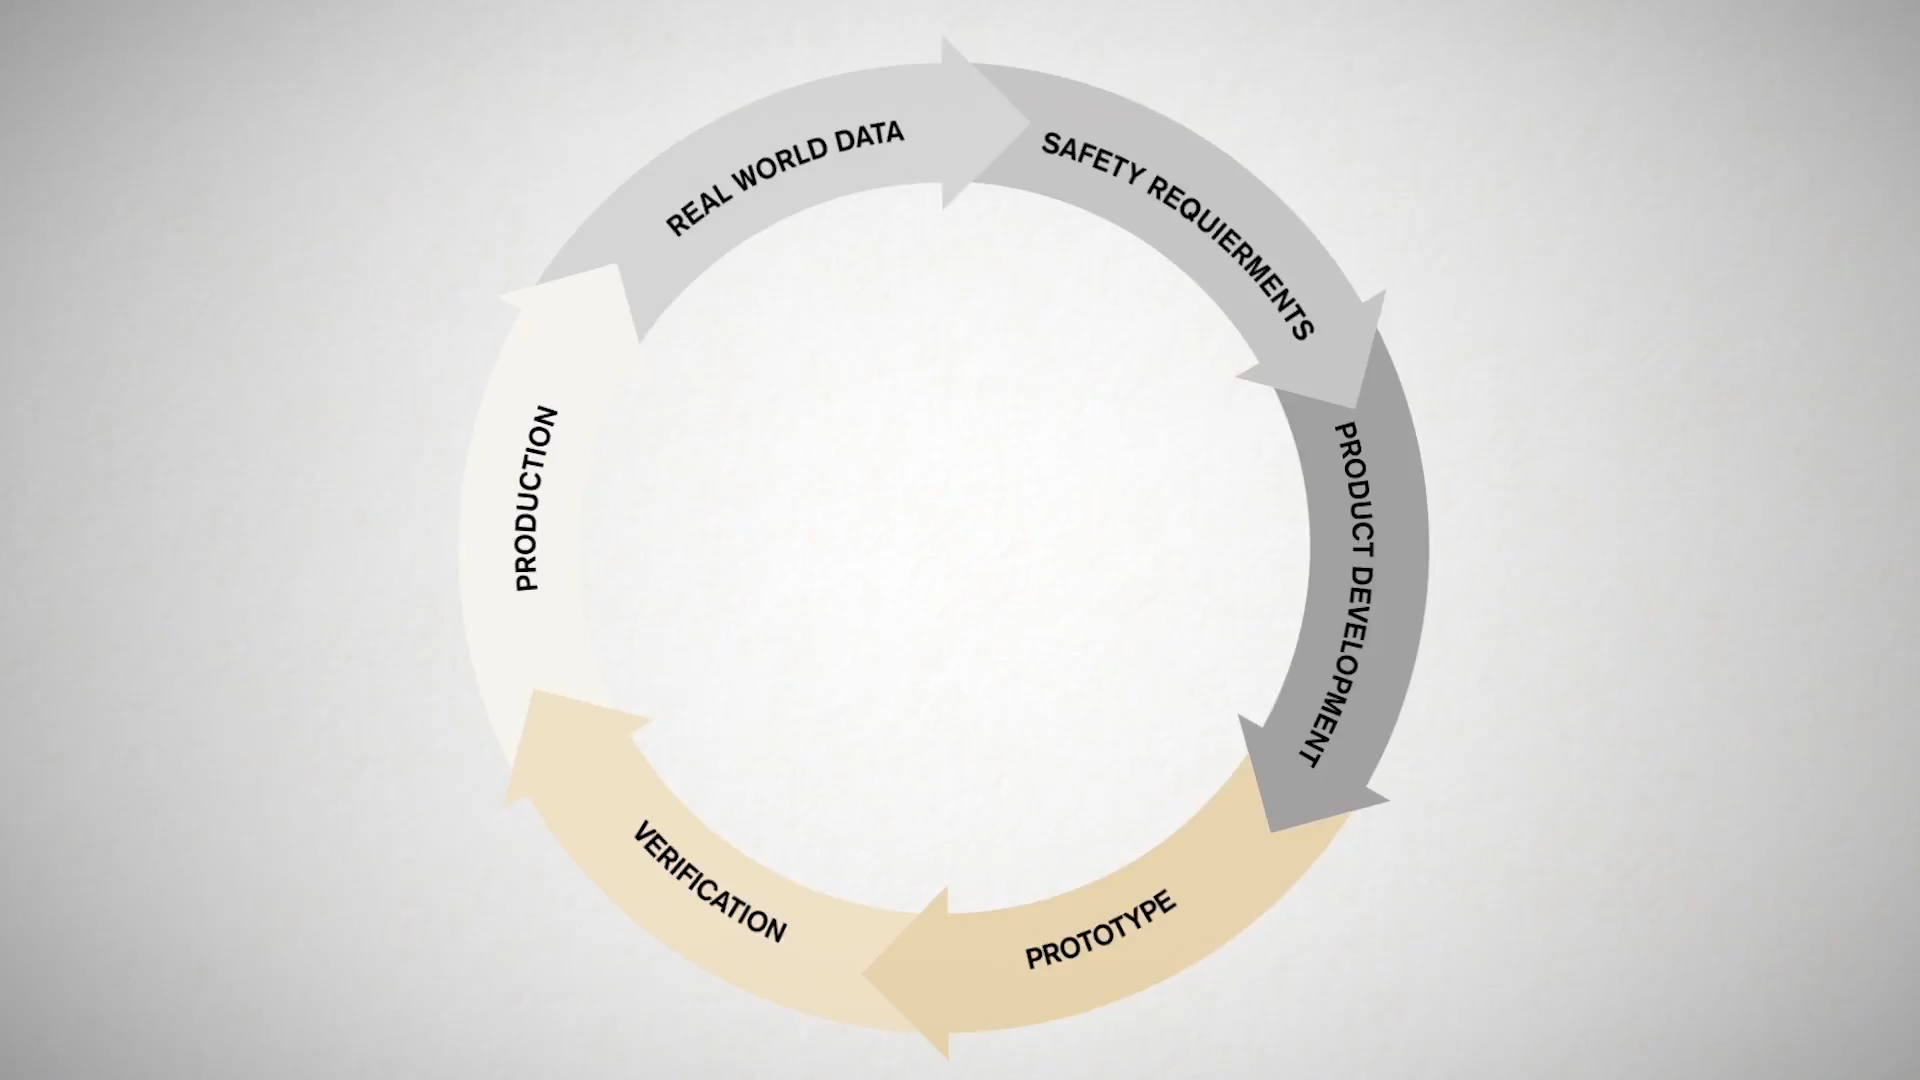 REAL WORLD DATA
SAFETY REQUIERMENTS
PRODUCT DEVELOPMENT
PROTOTYPE
VERIFICATION
PRODUCTION